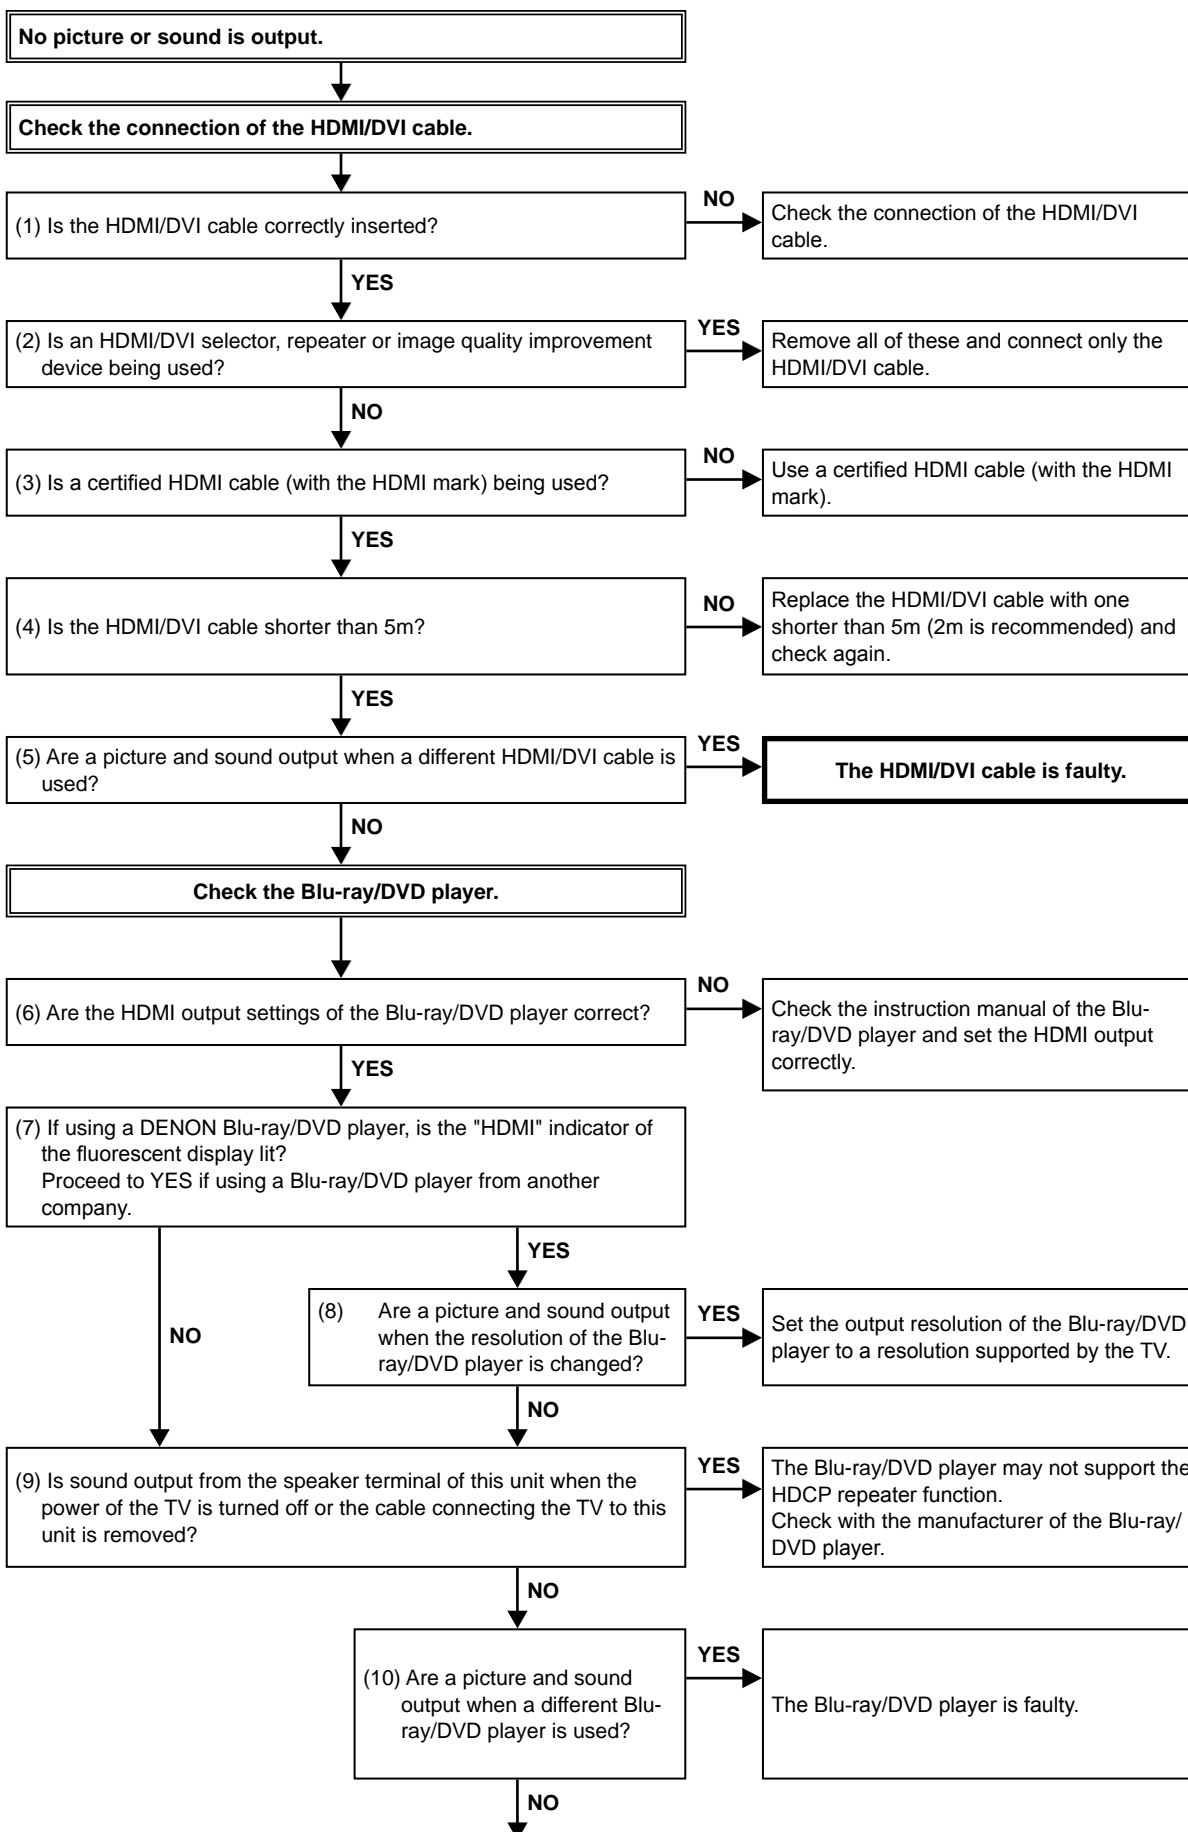 No picture or sound is output.
Check the connection of the HDMI/DVI cable.
(1) Is the HDMI/DVI cable correctly inserted?
NO
Check the connection of the HDMI/DVI
cable.
YES
(2) Is an HDMI/DVI selector, repeater or image quality improvement
device being used?
YES
Remove all of these and connect only the
HDMI/DVI cable.
NO
(3) Is a certified HDMI cable (with the HDMI mark) being used?
NO
Use a certified HDMI cable (with the HDMI
mark).
YES
(4) Is the HDMI/DVI cable shorter than 5m?
NO
Replace the HDMI/DVI cable with one
shorter than 5m (2m is recommended) and
check again.
YES
(5) Are a picture and sound output when a different HDMI/DVI cable is
used?
YES
The HDMI/DVI cable is faulty.
NO
Check the Blu-ray/DVD player.
(6) Are the HDMI output settings of the Blu-ray/DVD player correct?
NO
Check the instruction manual of the Blu-
ray/DVD player and set the HDMI output
correctly.
YES
(7) If using a DENON Blu-ray/DVD player, is the "HDMI" indicator of
the fluorescent display lit?
Proceed to YES if using a Blu-ray/DVD player from another
company.
YES
NO
(8) Are a picture and sound output
when the resolution of the Blu-
ray/DVD player is changed?
YES
Set the output resolution of the Blu-ray/DVD
player to a resolution supported by the TV.
NO
(9) Is sound output from the speaker terminal of this unit when the
power of the TV is turned off or the cable connecting the TV to this
unit is removed?
YES
The Blu-ray/DVD player may not support the
HDCP repeater function.
Check with the manufacturer of the Blu-ray/
DVD player.
NO
(10) Are a picture and sound
output when a different Blu-
ray/DVD player is used?
YES
The Blu-ray/DVD player is faulty.
NO